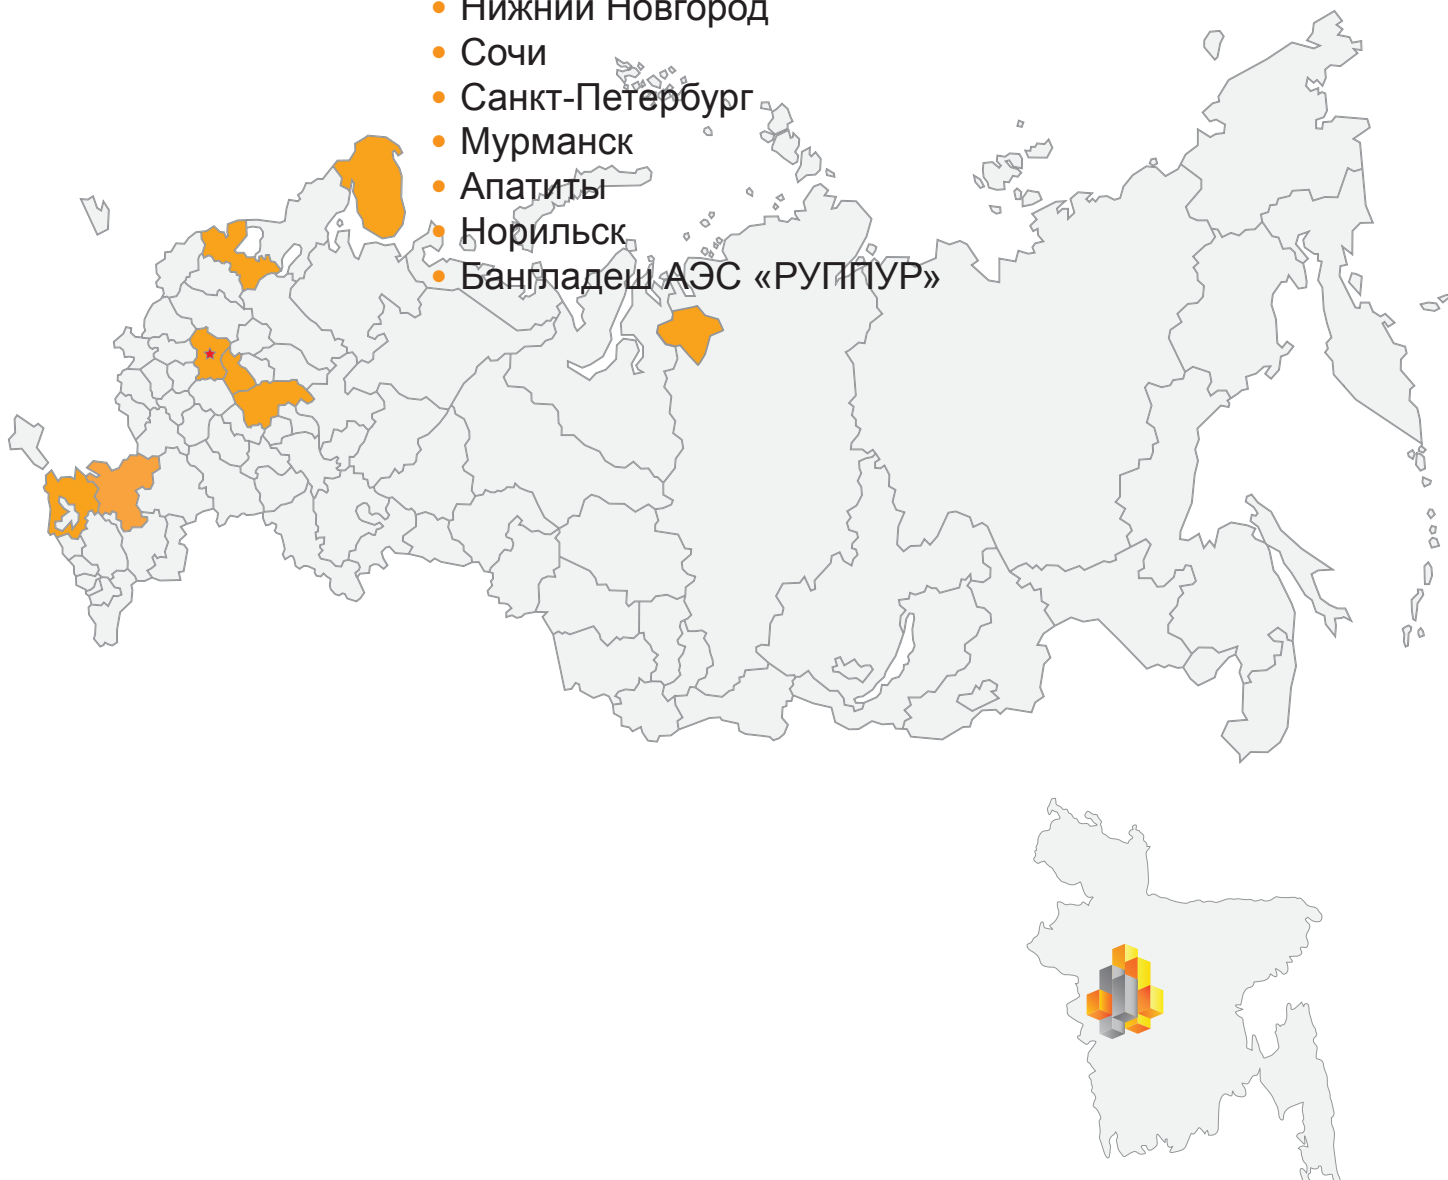 Нижний Новгород
Сочи
Санкт-Петербург
Мурманск
Апатиты
Норильск
Бангладеш АЭС «РУППУР»